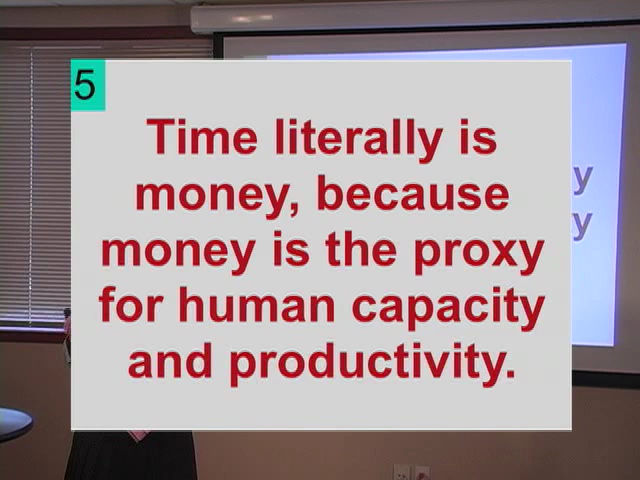 5
Time literally is
money, because
money is the proxy
for human capacity
and productivity.
y
y